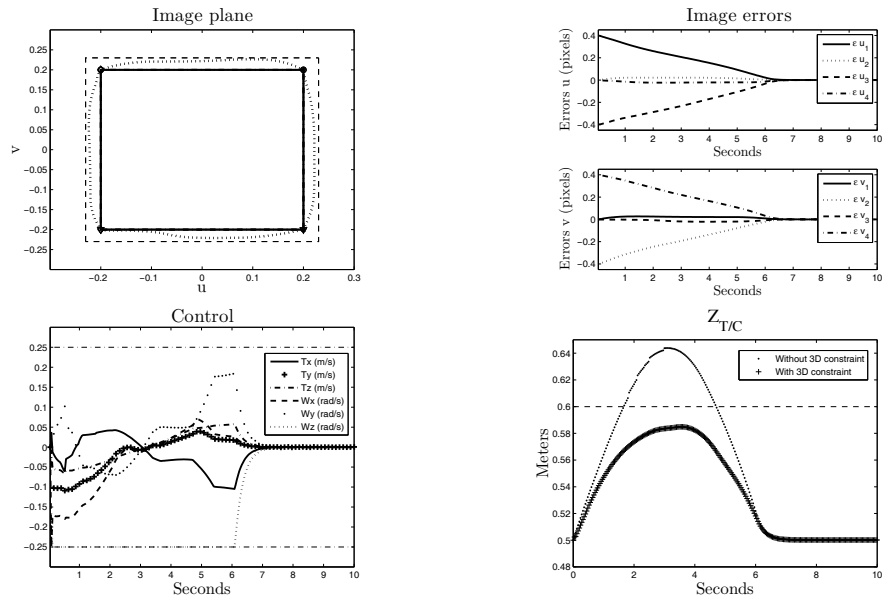 Image plane
0.25
0.2
0.15
0.1
0.05
0
−0.05
−0.1
−0.15
−0.2
−0.25
v
−0.2
−0.1
0
0.1
0.2
0.3
u
Image errors
0.4
0.2
0
−0.2
−0.4
Errors u (pixels)
ε u1
ε u2
ε u3
ε u4
1 2 3 4 5 6 7 8 9 10
Seconds
0.4
0.2
0
−0.2
−0.4
Errors v (pixels)
ε v1
ε v2
ε v3
ε v4
1 2 3 4 5 6 7 8 9 10
Seconds
Control
0.25
0.2
0.15
0.1
0.05
0
−0.05
−0.1
−0.15
−0.2
−0.25
Tx (m/s)
Ty (m/s)
Tz (m/s)
Wx (rad/s)
Wy (rad/s)
Wz (rad/s)
1 2 3 4 5 6 7 8 9 10
Seconds
Z T/C
0.64
0.62
0.6
0.58
0.56
0.54
0.52
0.5
0.48
Meters
Without 3D constraint
With 3D constraint
0 2 4 6 8 10
Seconds